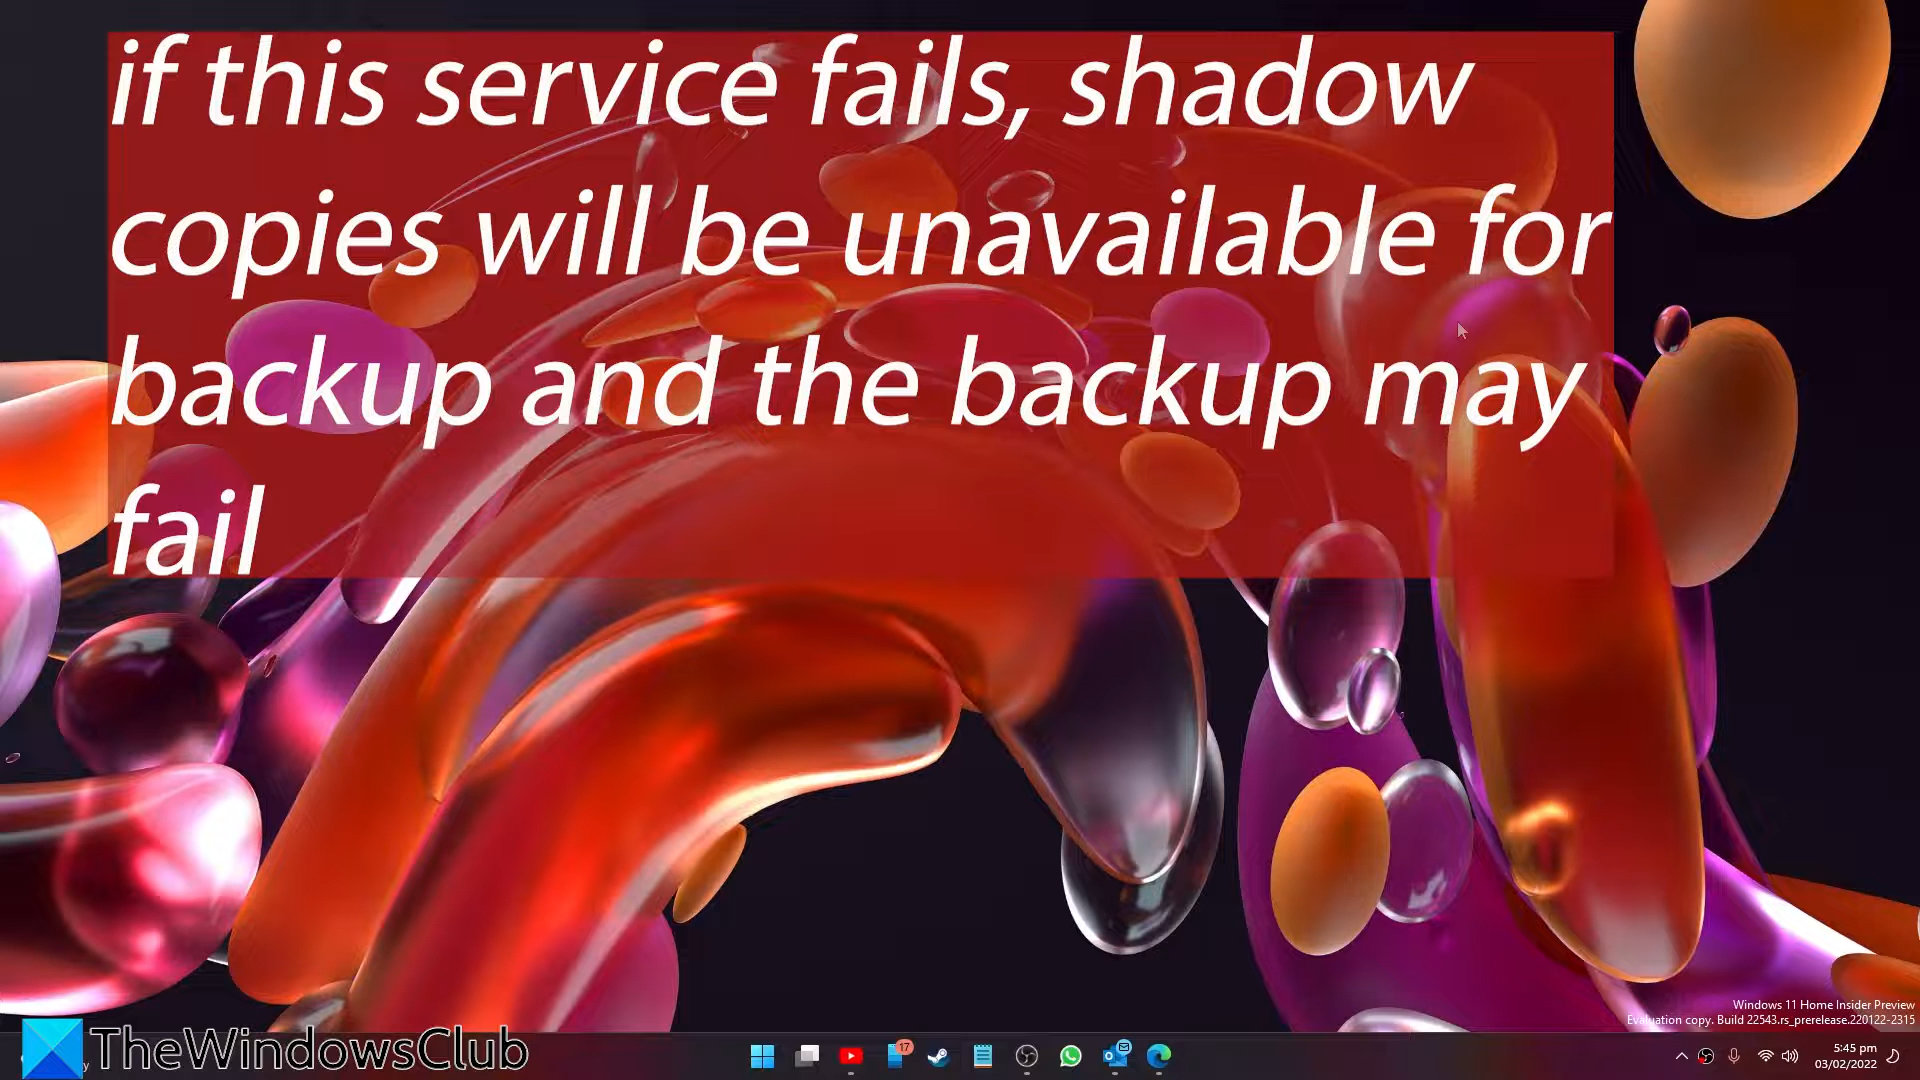 if this service fails, shadow
copies will be unavailable for
backup and the backup may
fail
Windows 11 Home Insider Preview
Evaluation copy. Build 22543.rs_prerelease.220122-2315
TheWindowsClub
17
5:45 pm
03/02/2022